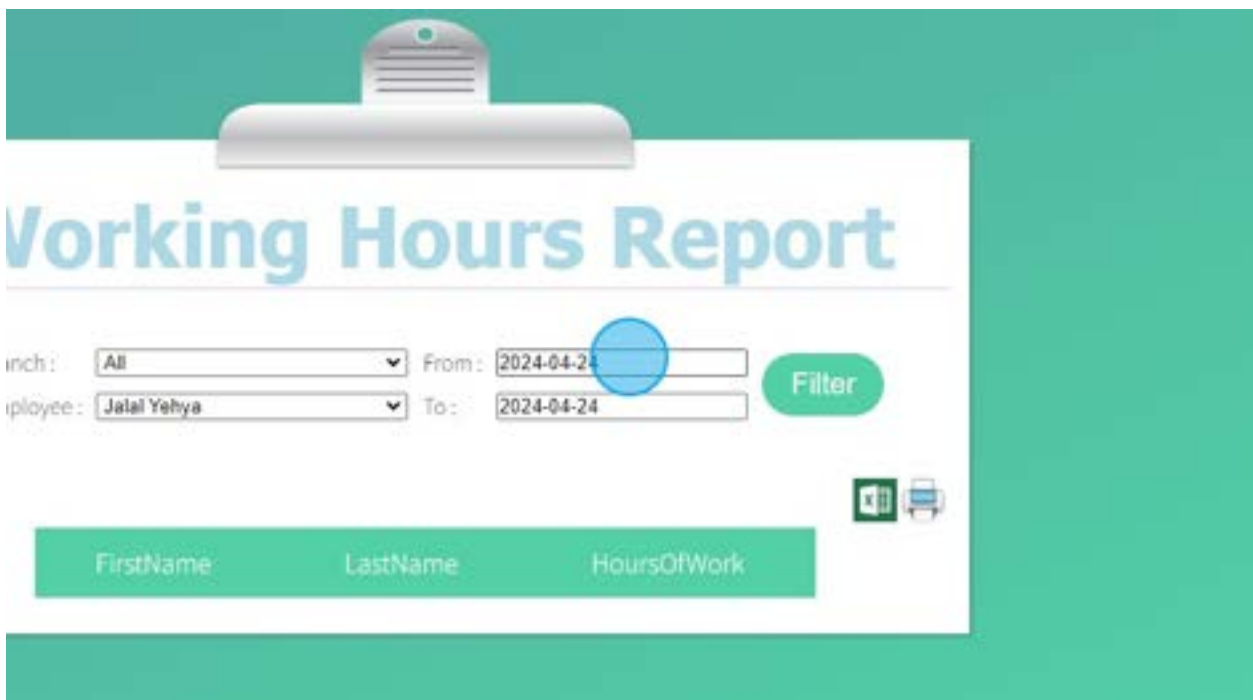 Working Hours Report
anch : All From : 2024-04-24 Filter
ployee : Jalal Yehya To : 2024-04-24
FirstName LastName HoursOfWork